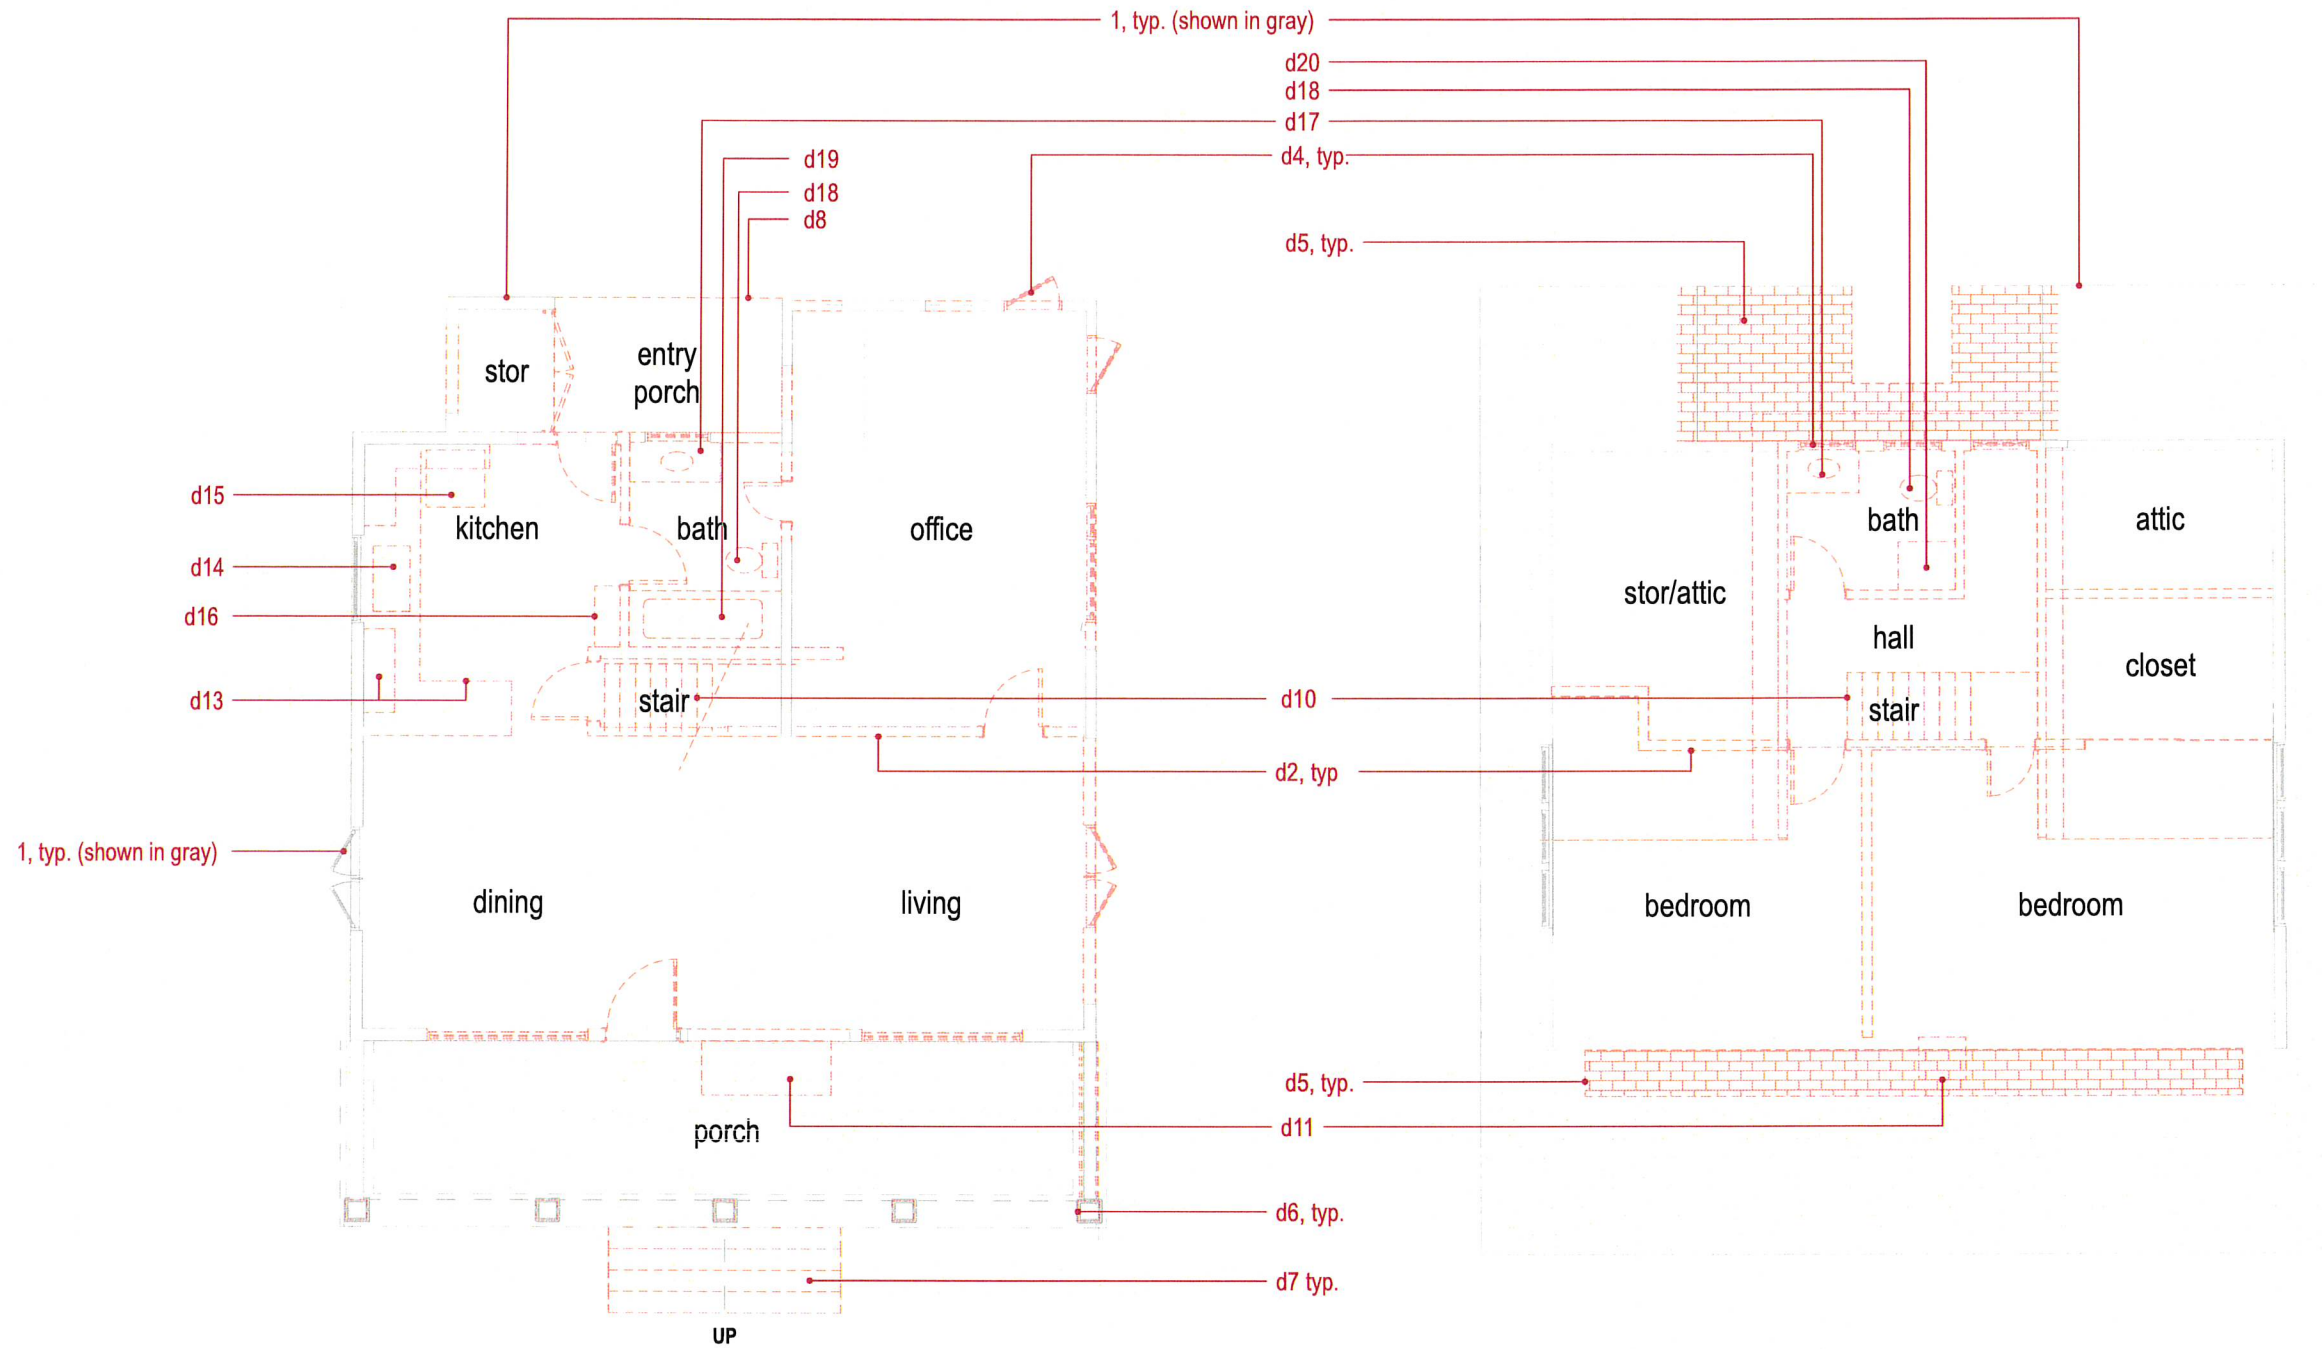 1, typ. (shown in gray)
d20
d18
d17
d4, typ.
d19
d18
d8
d5, typ.
stor
entry
porch
d15
kitchen
bath
office
bath
attic
d14
stor/attic
d16
hall
closet
d13
stair
d10
stair
d2, typ
1, typ. (shown in gray)
dining
living
bedroom
bedroom
d5, typ.
porch
d11
d6, typ.
d7 typ.
UP